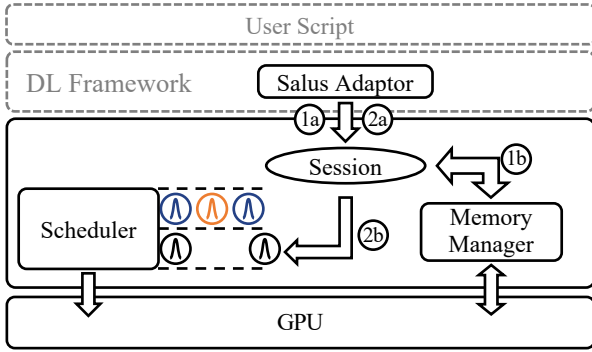 User Script
DL Framework
Salus Adaptor
1a
2a
Session
1b
Scheduler
2b
Memory
Manager
GPU